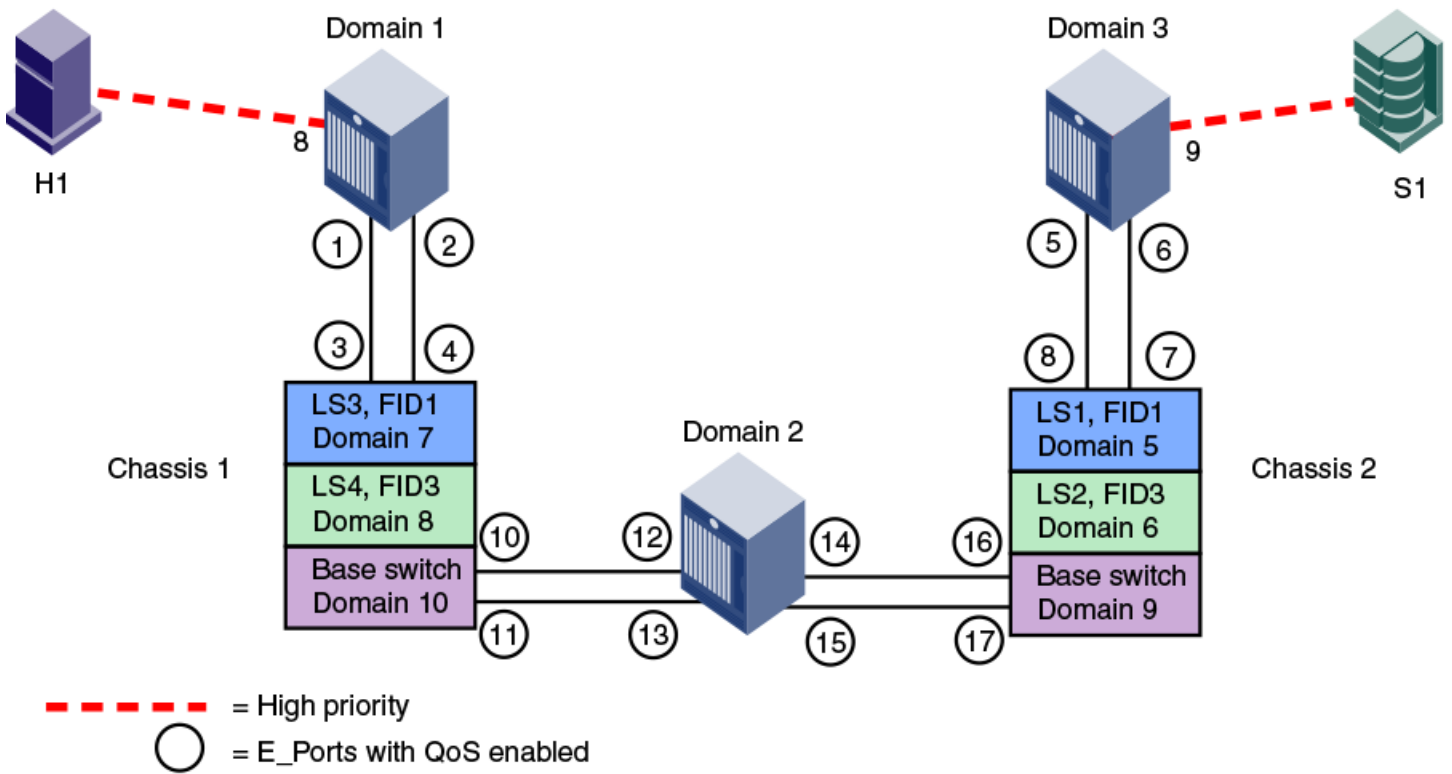 Domain 1
Domain 3
8
9
H1
S1
1
2
5
6
3
4
8
7
LS3, FID1
Domain 7
LS1, FID1
Domain 5
Domain 2
Chassis 1
Chassis 2
LS4, FID3
Domain 8
LS2, FID3
Domain 6
10
12
14
16
Base switch
Domain 10
Base switch
Domain 9
11
13
15
17
= High priority
= E_Ports with QoS enabled